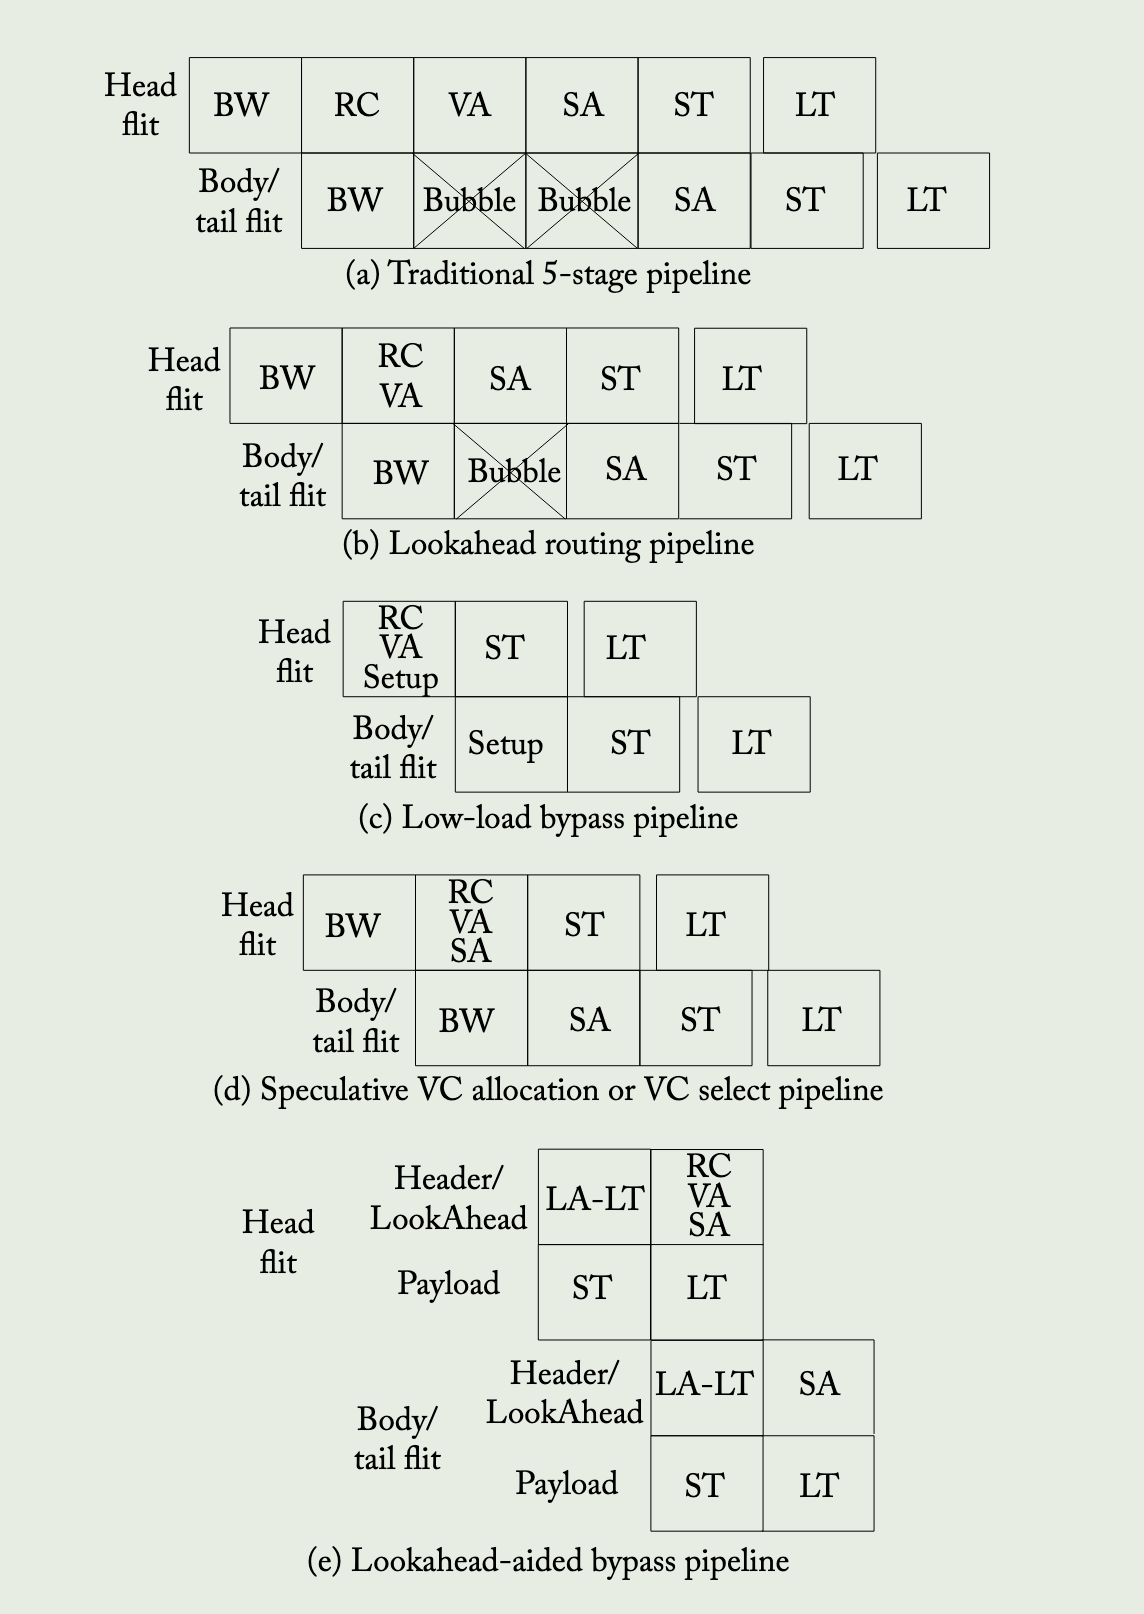 Head
flit
BW RC VA SA ST LT
Body/
tail flit
BW Bubble Bubble SA ST LT
(a) Traditional 5-stage pipeline
Head
flit
BW RC
VA SA ST LT
Body/
tail flit
BW Bubble SA ST LT
(b) Lookahead routing pipeline
Head
flit
RC
VA
Setup ST LT
Body/
tail flit
Setup ST LT
(c) Low-load bypass pipeline
Head
flit
BW RC
VA
SA ST LT
Body/
tail flit
BW SA ST LT
(d) Speculative VC allocation or VC select pipeline
Head
flit
Header/
LookAhead
LA-LT RC
VA
SA
Payload ST LT
Body/
tail flit
Header/
LookAhead
LA-LT SA
Payload ST LT
(e) Lookahead-aided bypass pipeline